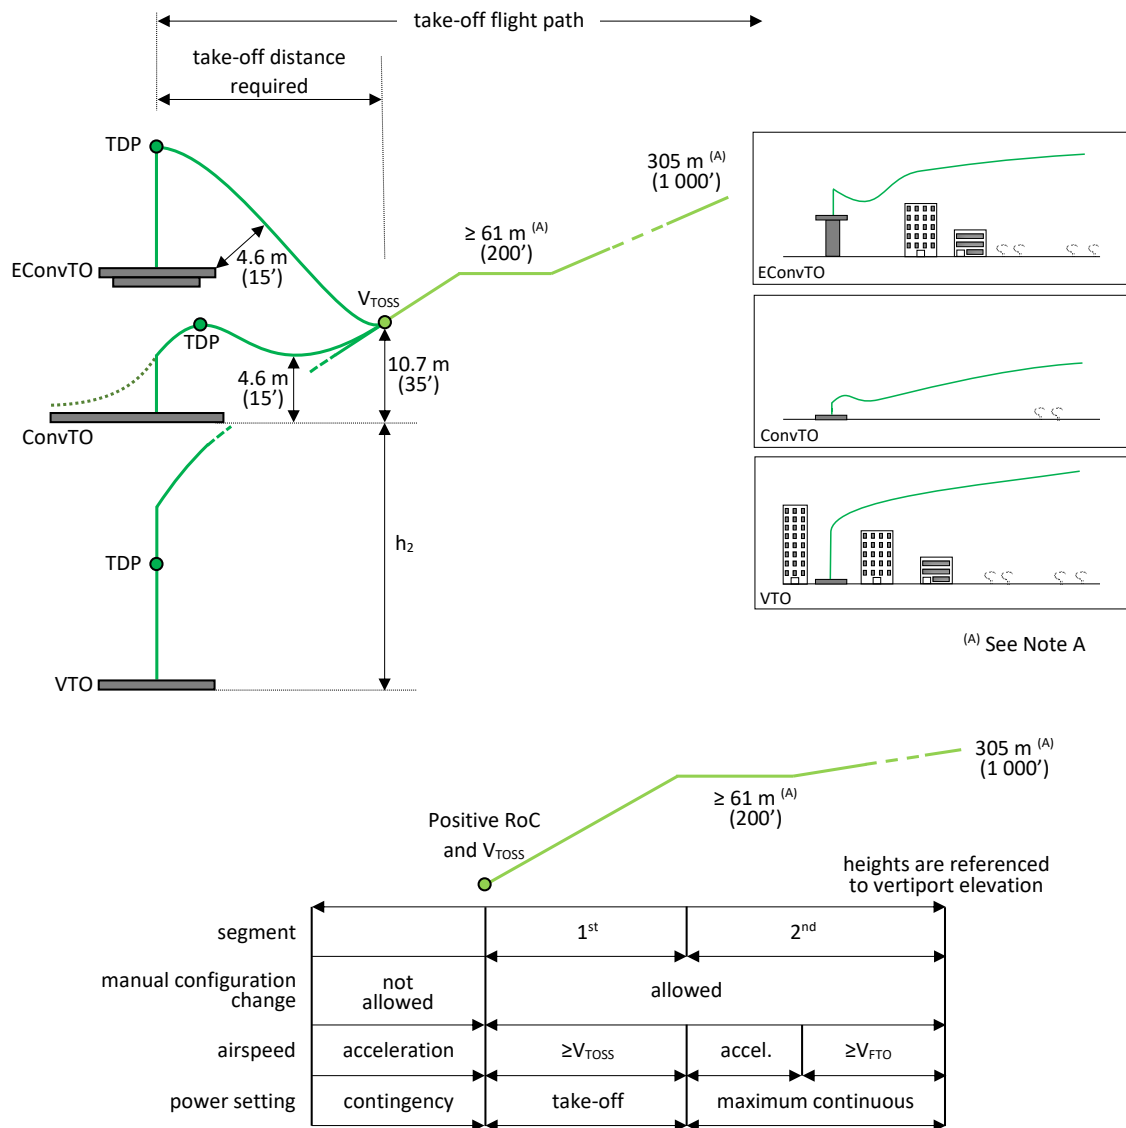 take-off flight path
take-off distance
required
TDP
305 m (A)
(1 000’)
≥ 61 m (A)
(200’)
4.6 m
(15’)
EConvTO
EConvTO
VTOSS
TDP
10.7 m
(35’)
4.6 m
(15’)
ConvTO
ConvTO
h2
TDP
VTO
VTO
(A) See Note A
305 m (A)
(1 000’)
≥ 61 m (A)
(200’)
Positive RoC
and VTOSS
heights are referenced
to vertiport elevation
segment
1st
2nd
manual configuration
change
not
allowed
allowed
airspeed
acceleration
≥VTOSS
accel.
≥VFTO
power setting
contingency
take-off
maximum continuous